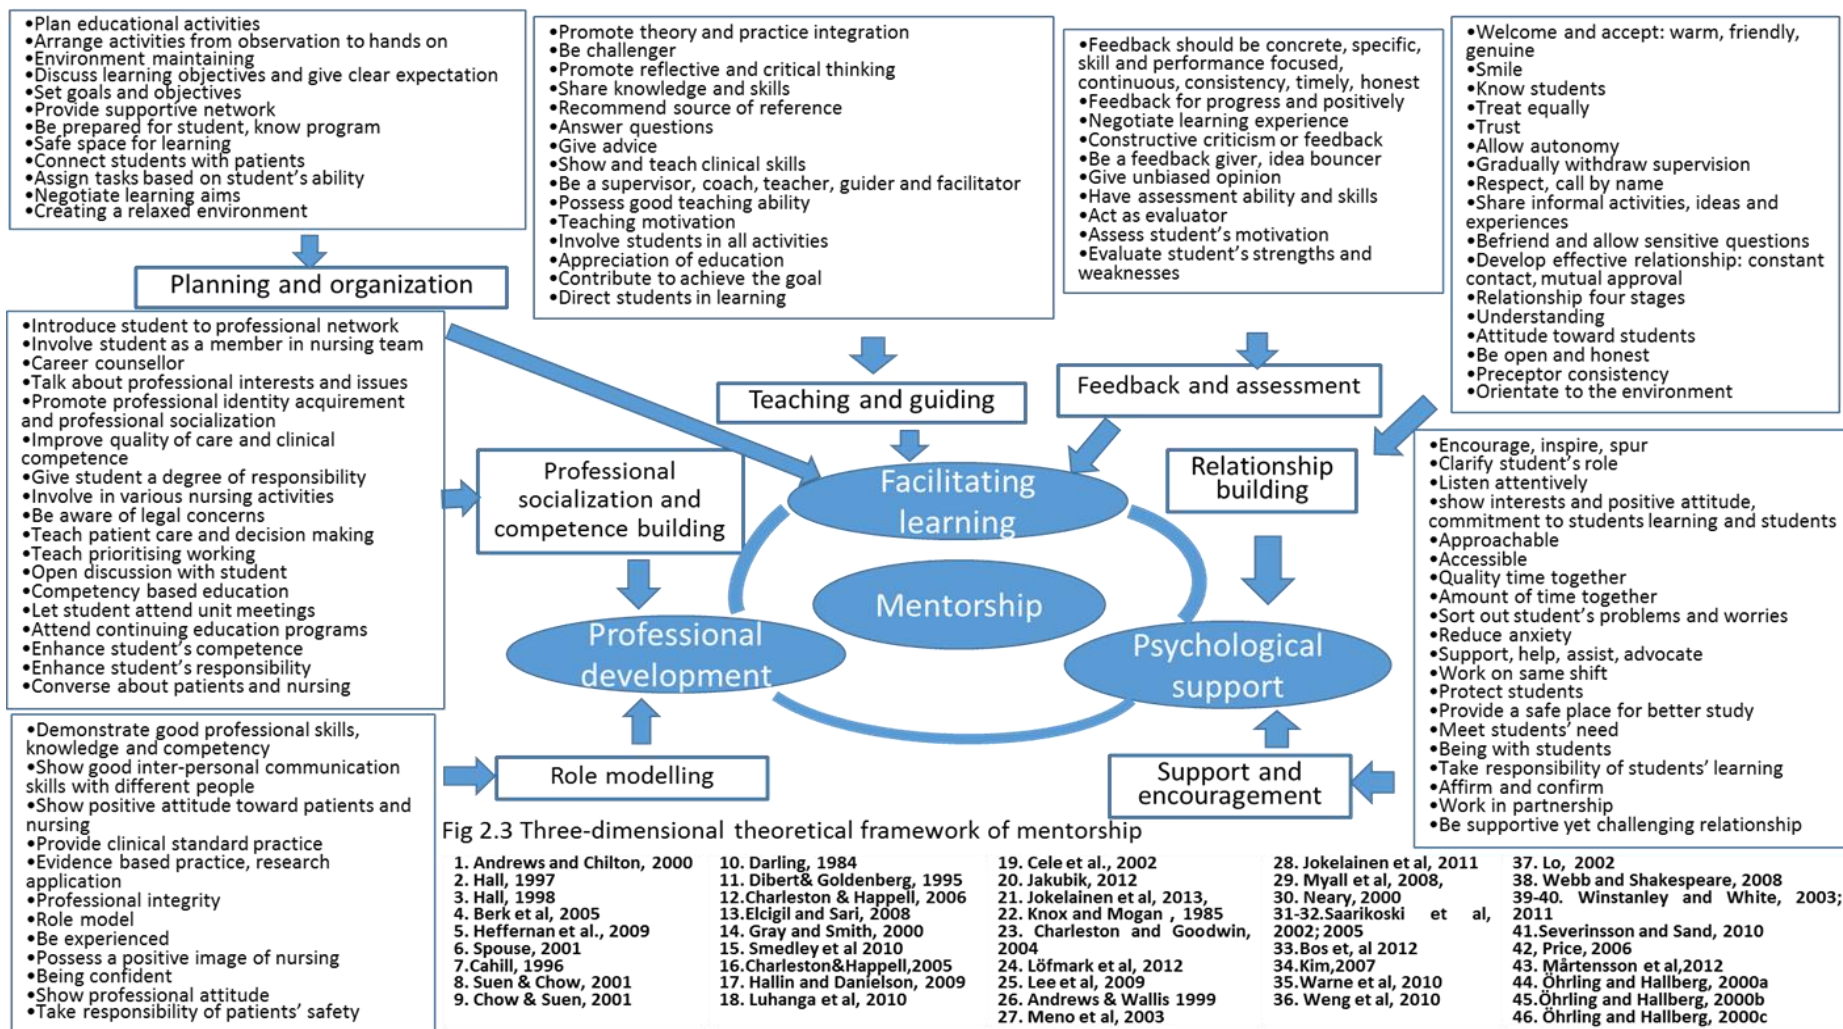 •Plan educational activities
•Arrange activities from observation to hands on
•Environment maintaining
•Discuss learning objectives and give clear expectation
•Set goals and objectives
•Provide supportive network
•Be prepared for student, know program
•Safe space for learning
•Connect students with patients
•Assign tasks based on student's ability
•Negotiate learning aims
•Creating a relaxed environment
Planning and organization
•Promote theory and practice integration
•Be challenger
•Promote reflective and critical thinking
•Share knowledge and skills
•Recommend source of reference
•Answer questions
•Give advice
•Show and teach clinical skills
•Be a supervisor, coach, teacher, guider and facilitator
•Possess good teaching ability
•Teaching motivation
•Involve students in all activities
•Appreciation of education
•Contribute to achieve the goal
•Direct students in learning
Teaching and guiding
•Feedback should be concrete, specific,
skill and performance focused,
continuous, consistency, timely, honest
•Feedback for progress and positively
•Negotiate learning experience
•Constructive criticism or feedback
•Be a feedback giver, idea bouncer
•Give unbiased opinion
•Have assessment ability and skills
•Act as evaluator
•Assess student's motivation
•Evaluate student's strengths and
weaknesses
Feedback and assessment
•Welcome and accept: warm, friendly,
genuine
•Smile
•Know students
•Treat equally
•Trust
•Allow autonomy
•Gradually withdraw supervision
•Respect, call by name
•Share informal activities, ideas and
experiences
•Befriend and allow sensitive questions
•Develop effective relationship: constant
contact, mutual approval
•Relationship four stages
•Understanding
•Attitude toward students
•Be open and honest
•Preceptor consistency
•Orientate to the environment
Relationship
building
•Introduce student to professional network
•Involve student as a member in nursing team
•Career counsellor
•Talk about professional interests and issues
•Promote professional identity acquirement
and professional socialization
•Improve quality of care and clinical
competence
•Give student a degree of responsibility
•Involve in various nursing activities
•Be aware of legal concerns
•Teach patient care and decision making
•Teach prioritising working
•Open discussion with student
•Competency based education
•Let student attend unit meetings
•Attend continuing education programs
•Enhance student's competence
•Enhance student's responsibility
•Converse about patients and nursing
Professional
socialization and
competence building
Facilitating
learning
Mentorship
Professional
development
Psychological
support
•Encourage, inspire, spur
•Clarify student's role
•Listen attentively
•show interests and positive attitude,
commitment to students learning and students
•Approachable
•Accessible
•Quality time together
•Amount of time together
•Sort out student's problems and worries
•Reduce anxiety
•Support, help, assist, advocate
•Work on same shift
•Protect students
•Provide a safe place for better study
•Meet students' need
•Being with students
•Take responsibility of students' learning
•Affirm and confirm
•Work in partnership
•Be supportive yet challenging relationship
Support and
encouragement
•Demonstrate good professional skills,
knowledge and competency
•Show good inter-personal communication
skills with different people
•Show positive attitude toward patients and
nursing
•Provide clinical standard practice
•Evidence based practice, research
application
•Professional integrity
•Role model
•Be experienced
•Possess a positive image of nursing
•Being confident
•Show professional attitude
•Take responsibility of patients' safety
Role modelling
Fig 2.3 Three-dimensional theoretical framework of mentorship
1. Andrews and Chilton, 2000
2. Hall, 1997
3. Hall, 1998
4. Berk et al, 2005
5. Heffernan et al., 2009
6. Spouse, 2001
7.Cahill, 1996
8. Suen & Chow, 2001
9. Chow & Suen, 2001
10. Darling, 1984
11. Dibert& Goldenberg, 1995
12.Charleston & Happell, 2006
13.Elcigil and Sari, 2008
14. Gray and Smith, 2000
15. Smedley et al 2010
16.Charleston&Happell,2005
17. Hallin and Danielson, 2009
18. Luhanga et al, 2010
19. Cele et al., 2002
20. Jakubik, 2012
21. Jokelainen et al, 2013,
22. Knox and Mogan , 1985
23. Charleston and Goodwin,
2004
24. Löfmark et al, 2012
25. Lee et al, 2009
26. Andrews & Wallis 1999
27. Meno et al, 2003
28. Jokelainen et al, 2011
29. Myall et al, 2008,
30. Neary, 2000
31-32.Saarikoski et al,
2002; 2005
33.Bos et, al 2012
34.Kim,2007
35.Warne et al, 2010
36. Weng et al, 2010
37. Lo, 2002
38. Webb and Shakespeare, 2008
39-40. Winstanley and White, 2003;
2011
41.Severinsson and Sand, 2010
42, Price, 2006
43. Mårtensson et al,2012
44. Öhrling and Hallberg, 2000a
45.Öhrling and Hallberg, 2000b
46. Öhrling and Hallberg, 2000c